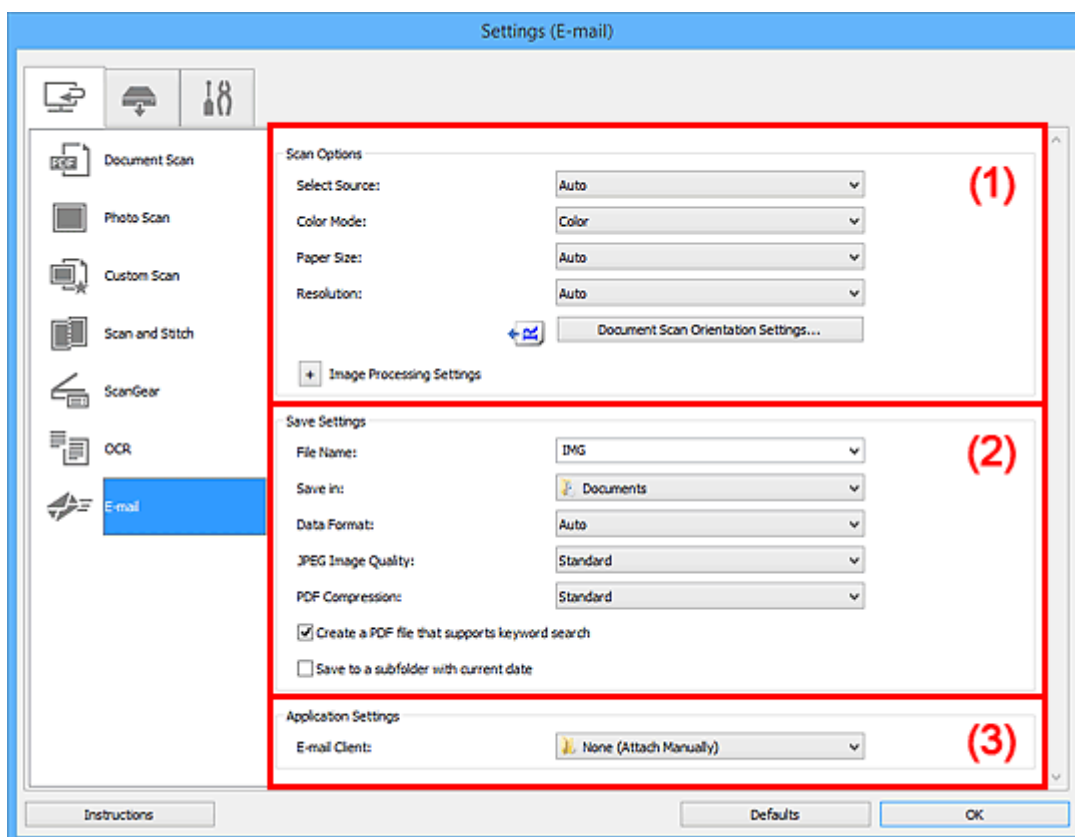 Settings (E-mail)
PDF
Document Scan
Photo Scan
Custom Scan
Scan and Stitch
ScanGear
OCR
E-mail
Scan Options
(1)
Select Source: Auto
Color Mode: Color
Paper Size: Auto
Resolution: Auto
R Document Scan Orientation Settings...
+ Image Processing Settings
Save Settings
(2)
File Name: IMG
Save in: Documents
Data Format: Auto
JPEG Image Quality: Standard
PDF Compression: Standard
Create a PDF file that supports keyword search
Save to a subfolder with current date
Application Settings
(3)
E-mail Client: None (Attach Manually)
Instructions Defaults OK